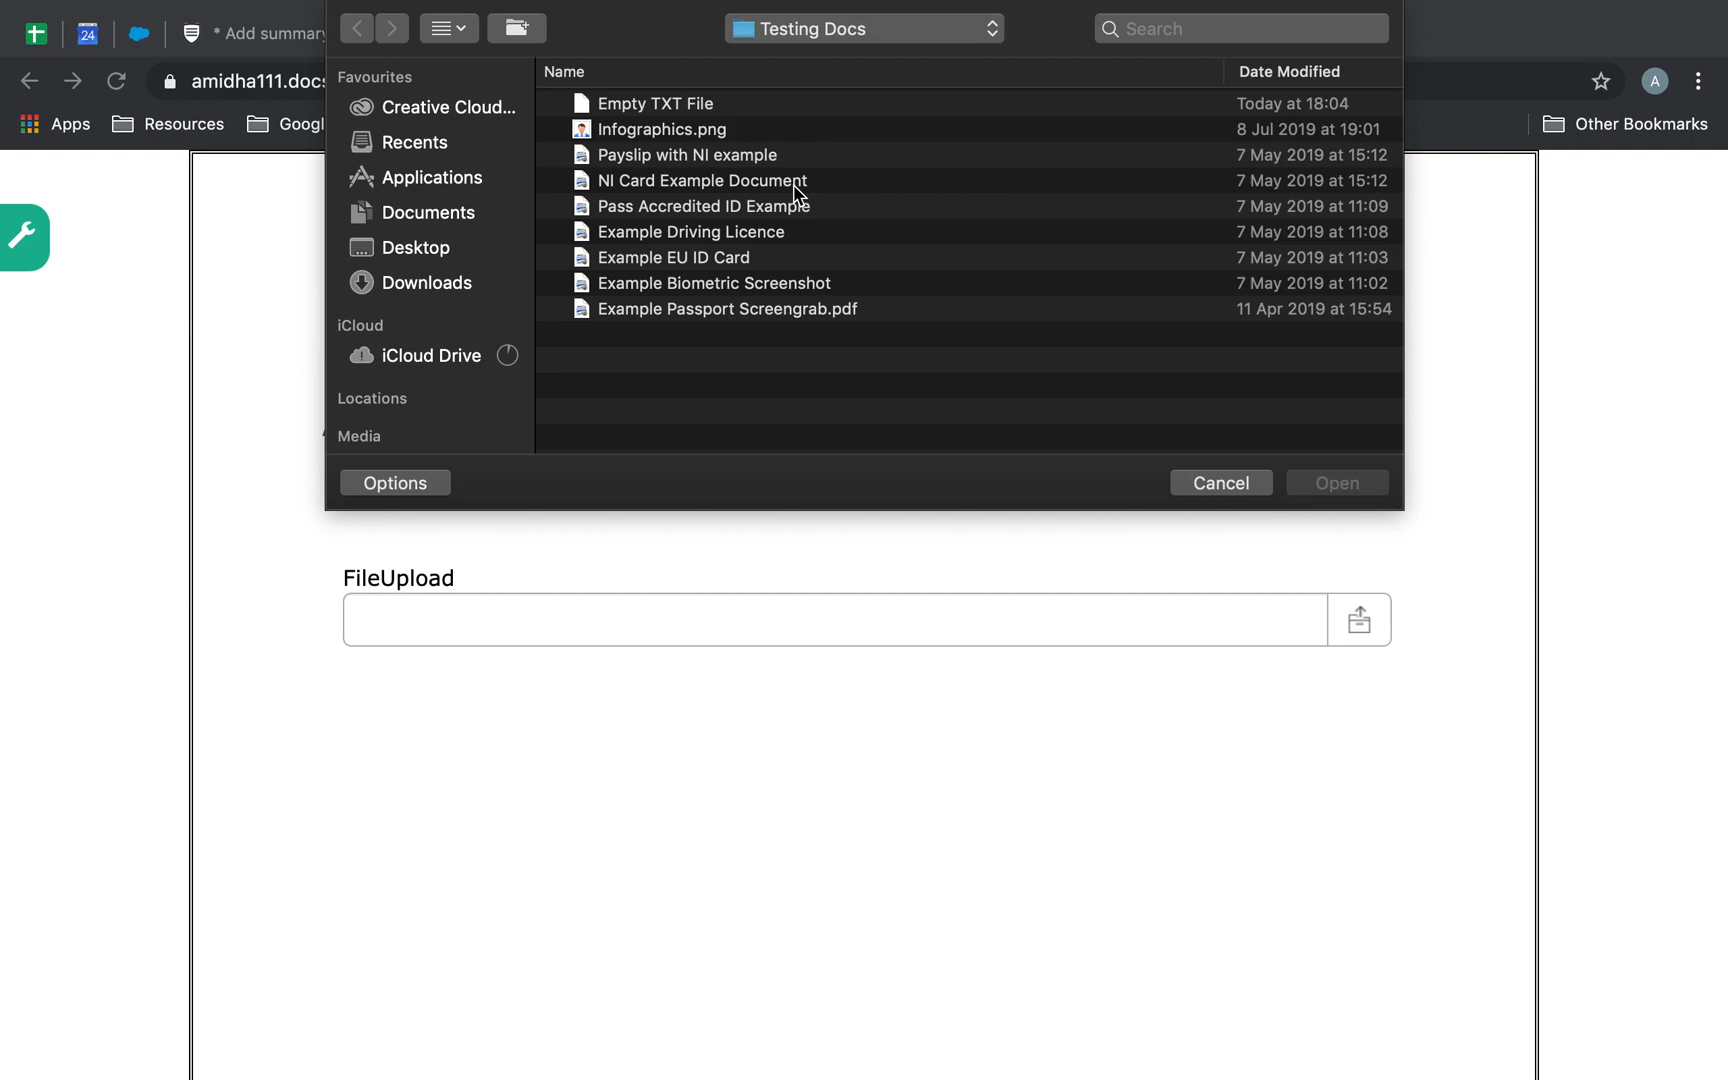 24
* Add summary
Testing Docs
Search
amidha111.docs
A
Apps
Resources
Googl
Other Bookmarks
Favourites
Creative Cloud...
Recents
Applications
Documents
Desktop
Downloads
iCloud
iCloud Drive
Locations
Media
Name
Date Modified
Empty TXT File
Today at 18:04
Infographics.png
8 Jul 2019 at 19:01
Payslip with NI example
7 May 2019 at 15:12
NI Card Example Document
7 May 2019 at 15:12
Pass Accredited ID Example
7 May 2019 at 11:09
Example Driving Licence
7 May 2019 at 11:08
Example EU ID Card
7 May 2019 at 11:03
Example Biometric Screenshot
7 May 2019 at 11:02
Example Passport Screengrab.pdf
11 Apr 2019 at 15:54
Options
Cancel
Open
FileUpload